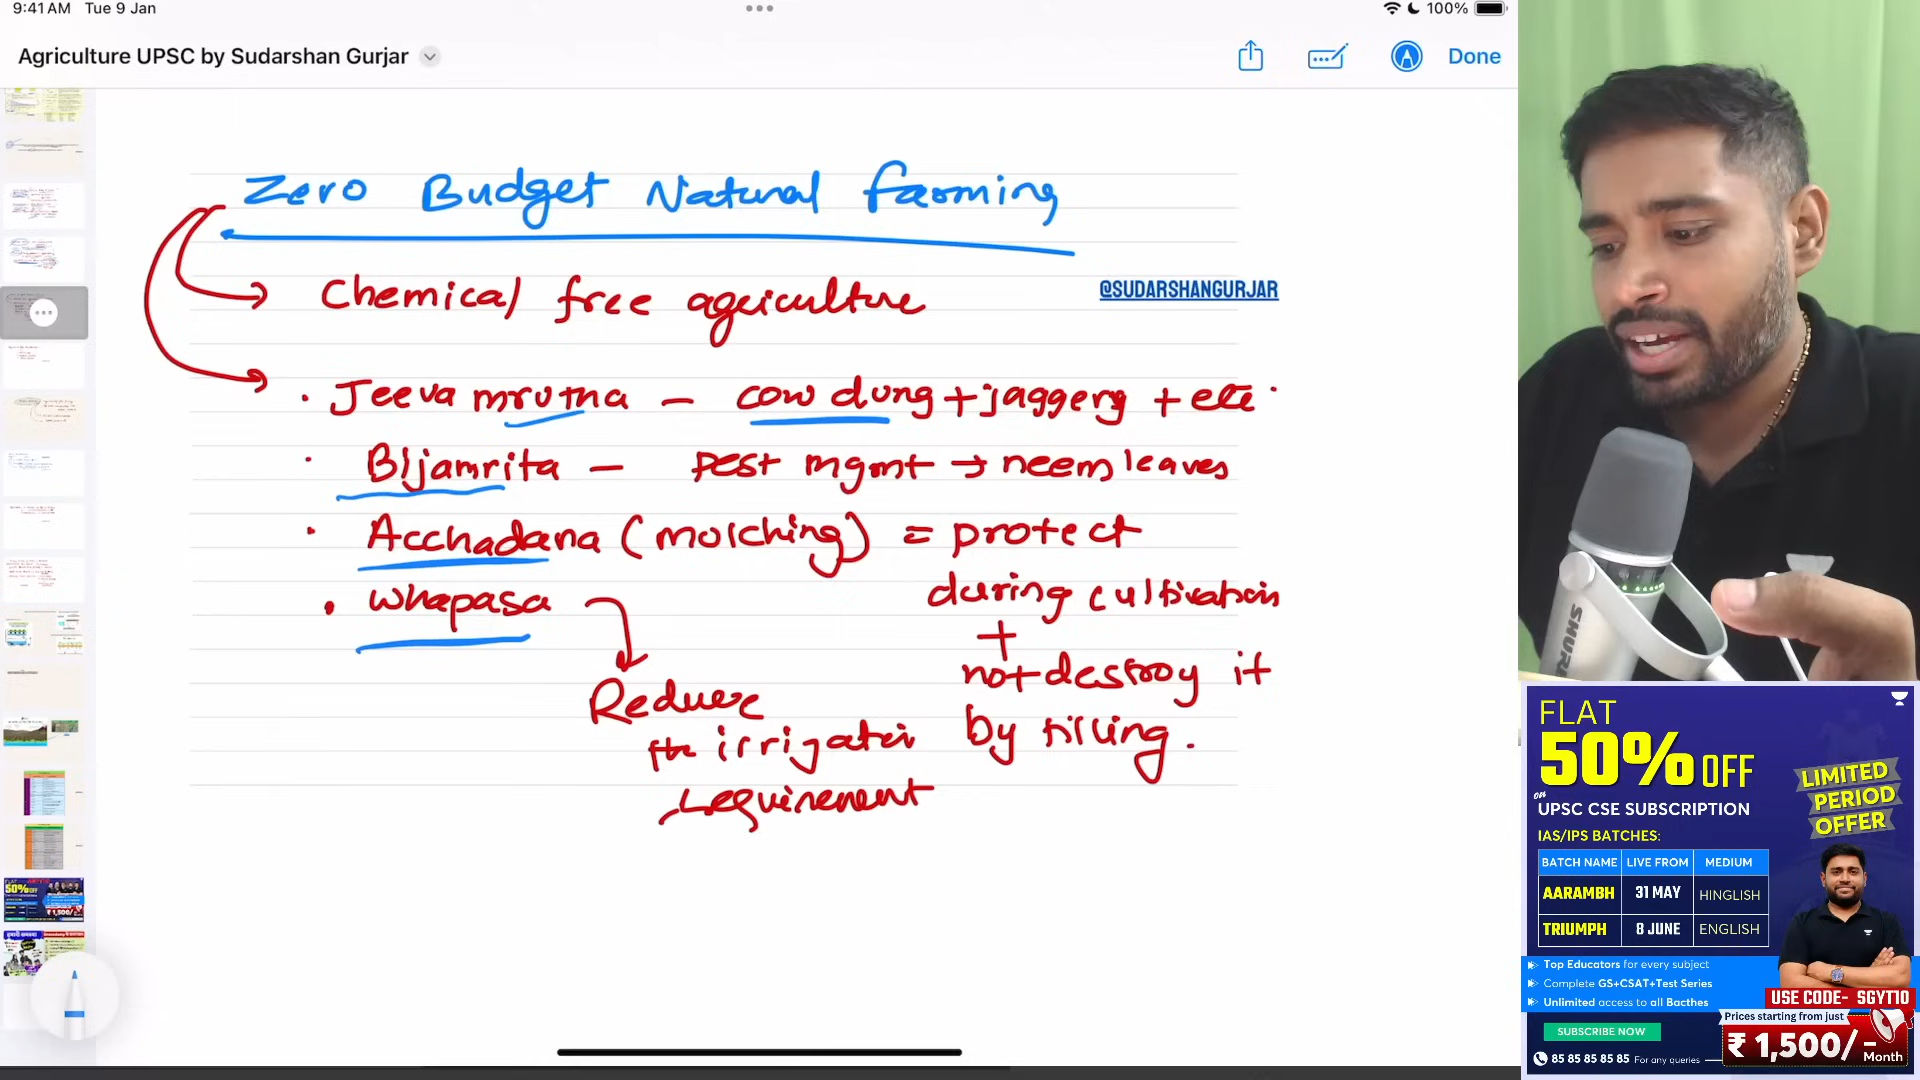 9:41 AM Tue 9 Jan
100%
Agriculture UPSC by Sudarshan Gurjar
Done
Zero Budget Natural farming
Chemical free agriculture
@SUDARSHANGURJAR
• Jeeva mrutha – cow dung + jaggery + etc.
• Bijamrita – pest mgmt → neem leaves
• Acchadana (mulching) = protect
during cultivation
+
not destroy it
by tilling.
• whapasa
Reduce
the irrigation
requirement
SHURE
FLAT
50% OFF
on
UPSC CSE SUBSCRIPTION
LIMITED
PERIOD
OFFER
IAS/IPS BATCHES:
BATCH NAME LIVE FROM MEDIUM
AARAMBH 31 MAY HINGLISH
TRIUMPH 8 JUNE ENGLISH
Top Educators for every subject
Complete GS+CSAT+Test Series
Unlimited access to all Bacthes
USE CODE- SGYT10
SUBSCRIBE NOW
Prices starting from just
₹ 1,500/-
Month
85 85 85 85 85 For any queries